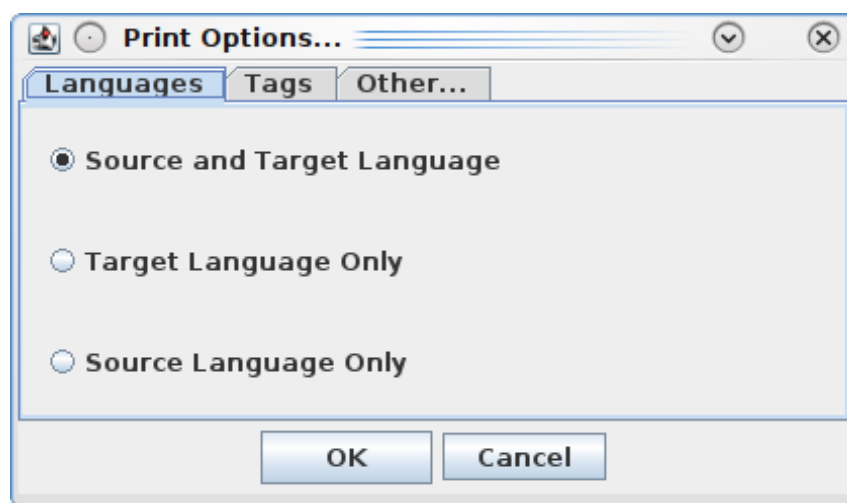 Print Options...
Languages Tags Other...
Source and Target Language
Target Language Only
Source Language Only
OK Cancel